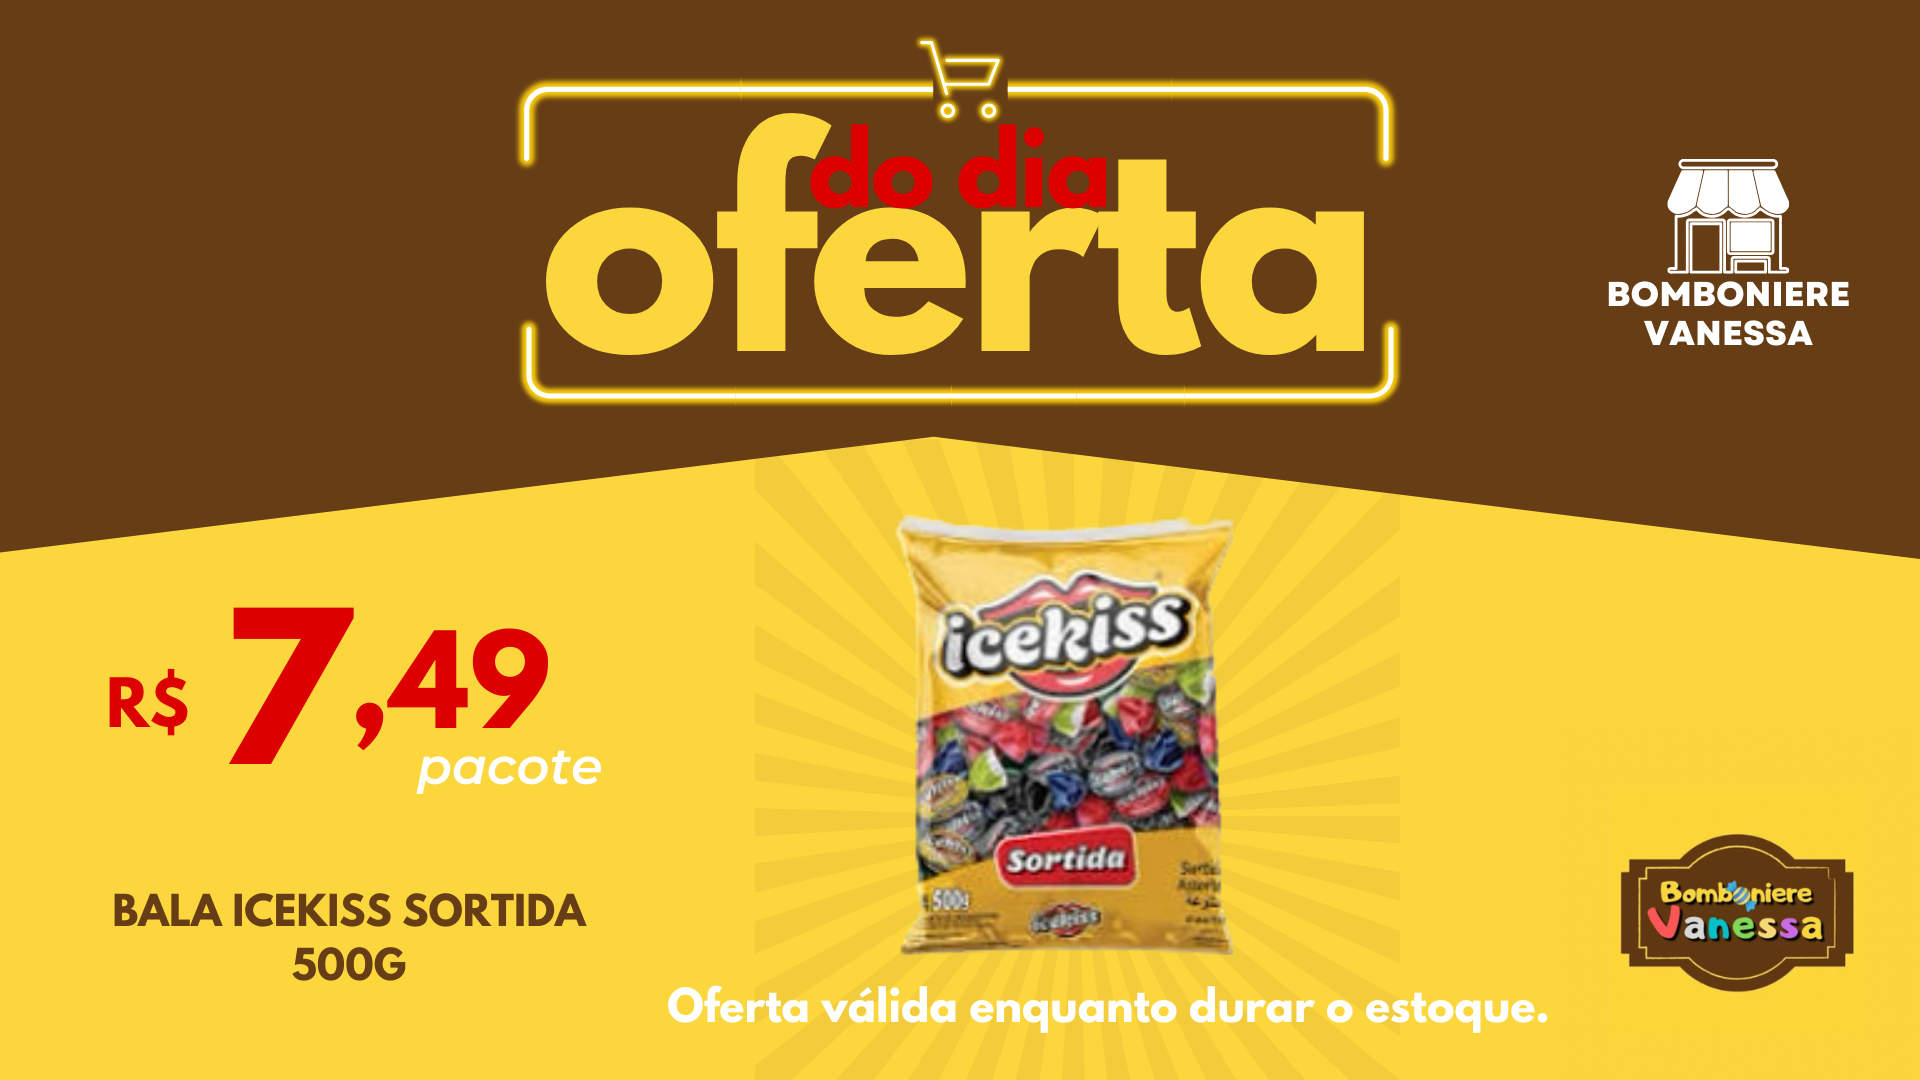 do dia
oferta
BOMBONIERE
VANESSA
R$ 7,49
pacote
BALA ICEKISS SORTIDA
500G
icekiss
Sortida
500g
icekiss
Bomboniere
Vanessa
Oferta válida enquanto durar o estoque.